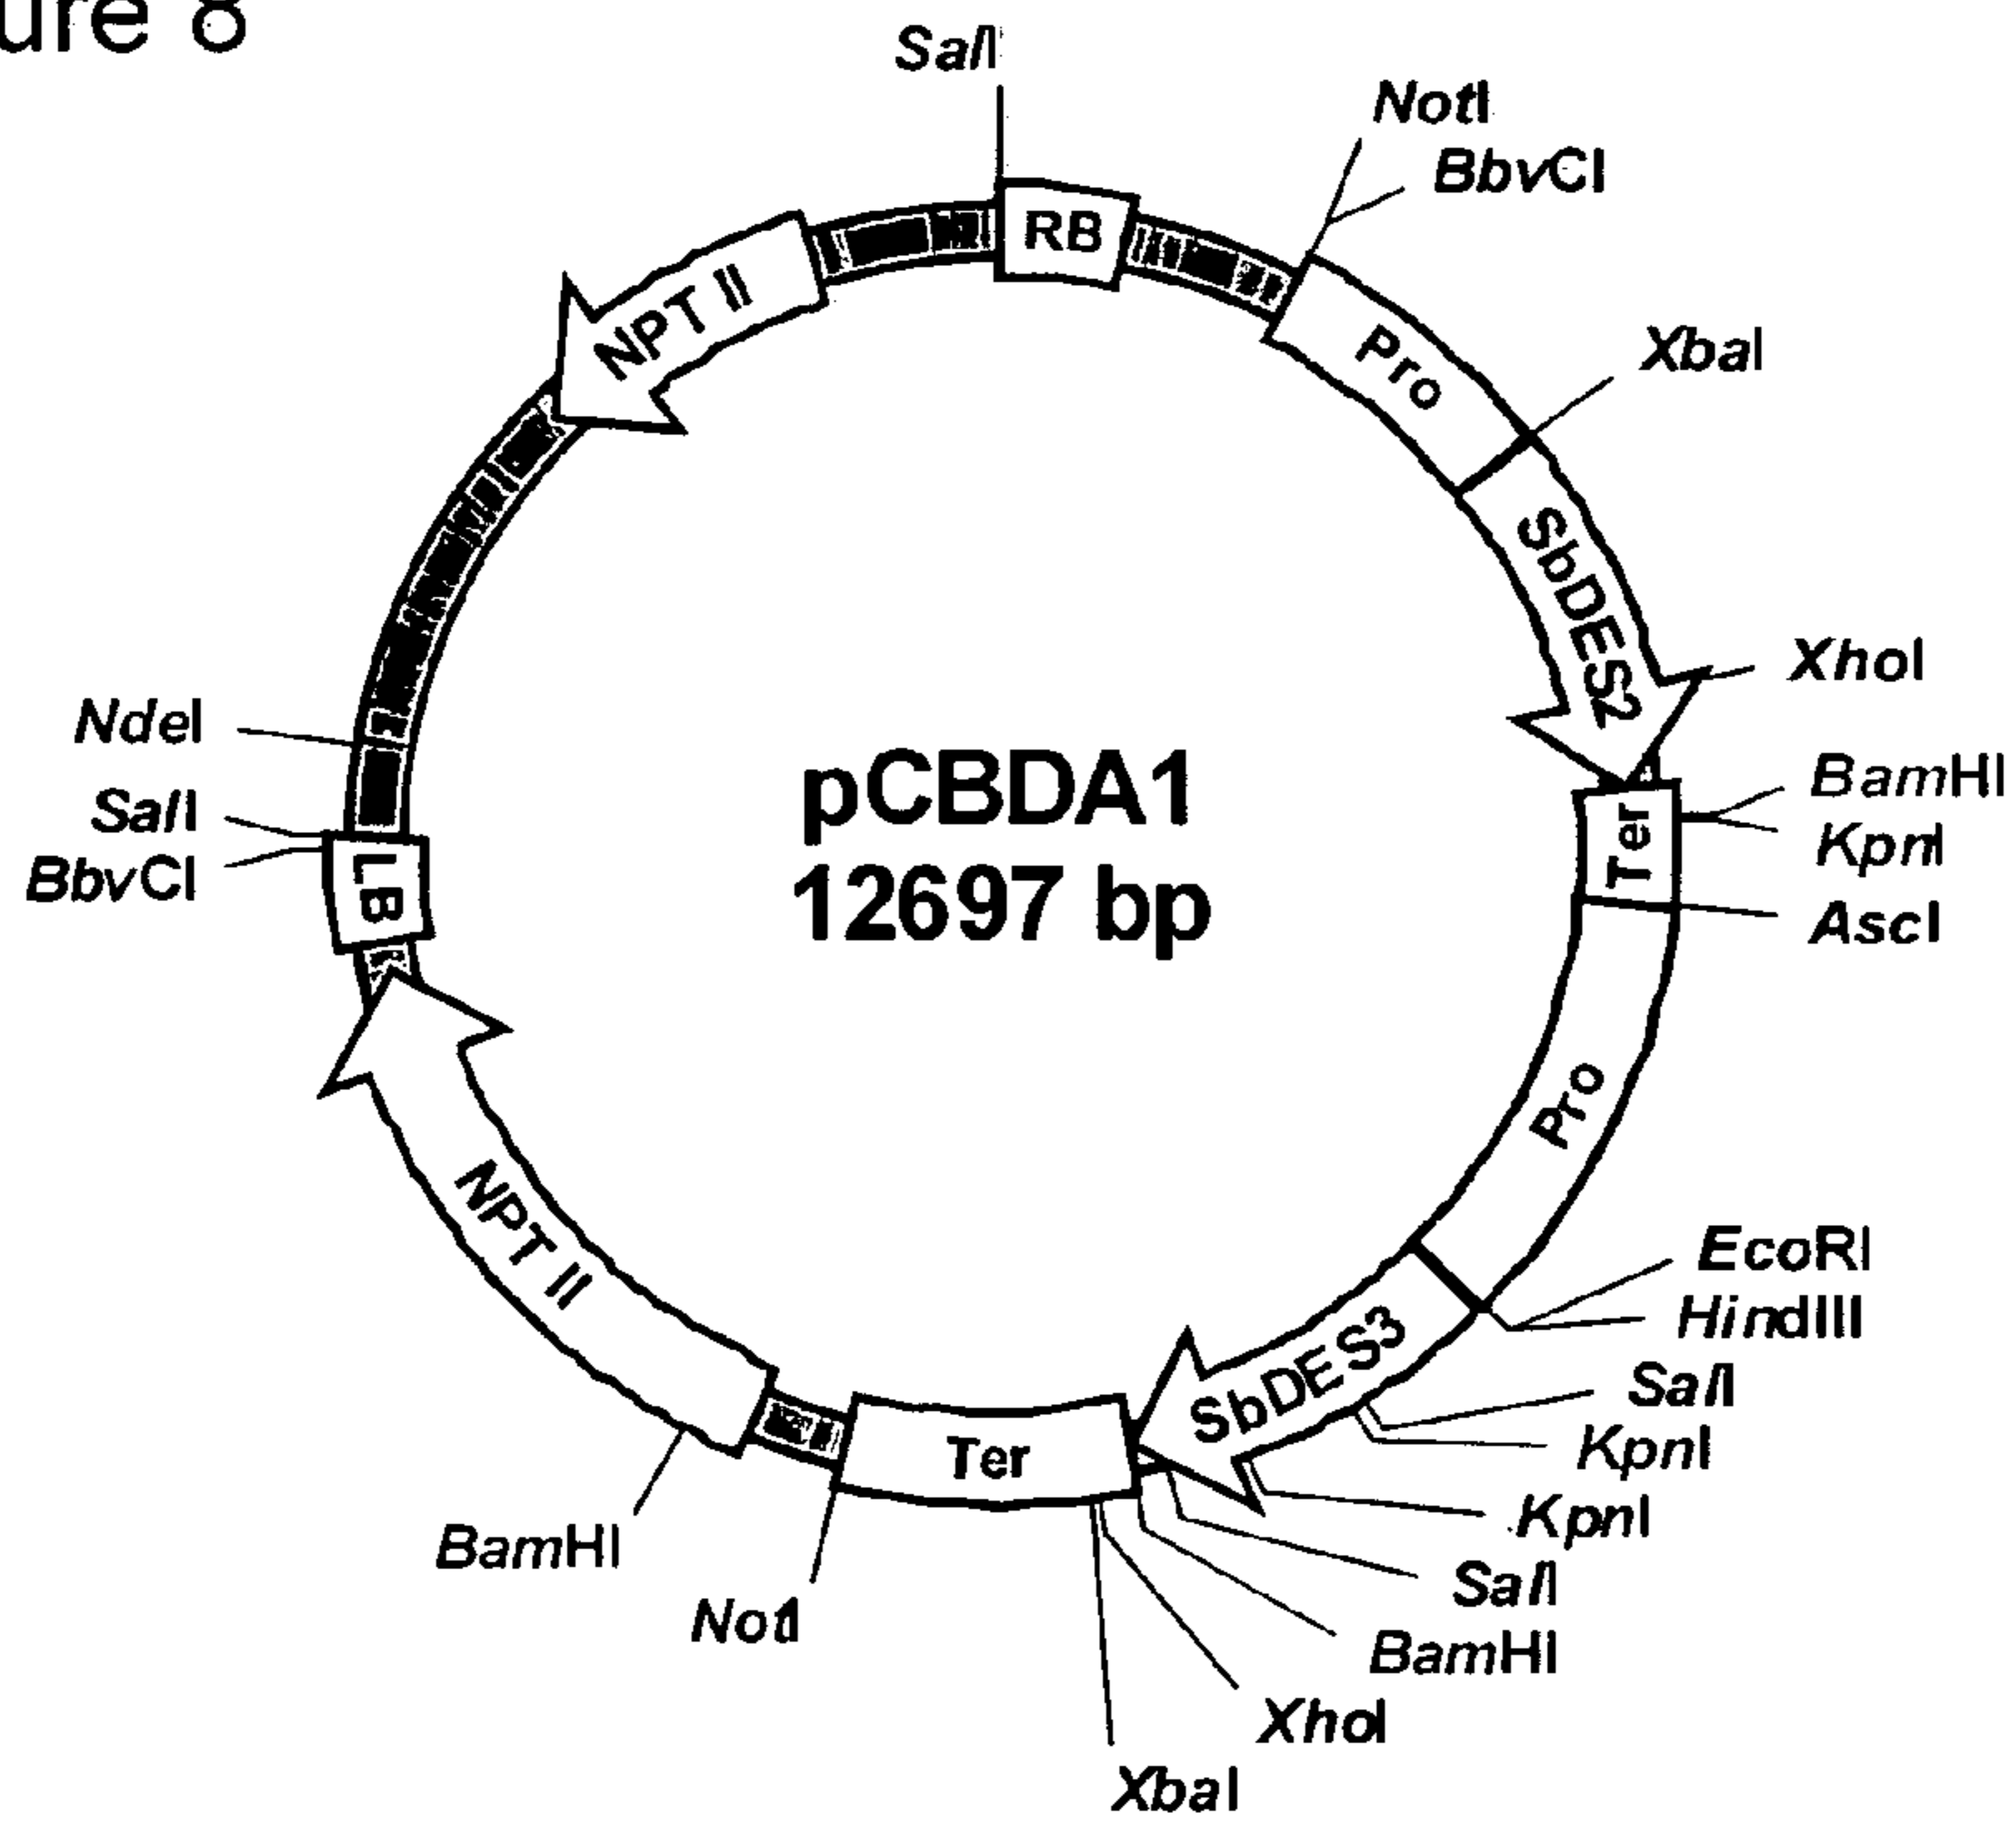 ure 8
SalI
NotI
BbvCI
RB
NPT II
Pro
XbaI
SbDES2
XhoI
NdeI
SalI
BbvCI
LB
pCBDA1
12697 bp
BamHI
KpnI
Ter
AscI
Pro
NPT II
EcoRI
HindIII
SbDES3
SalI
KpnI
Ter
KpnI
BamHI
SalI
NotI
BamHI
XhoI
XbaI